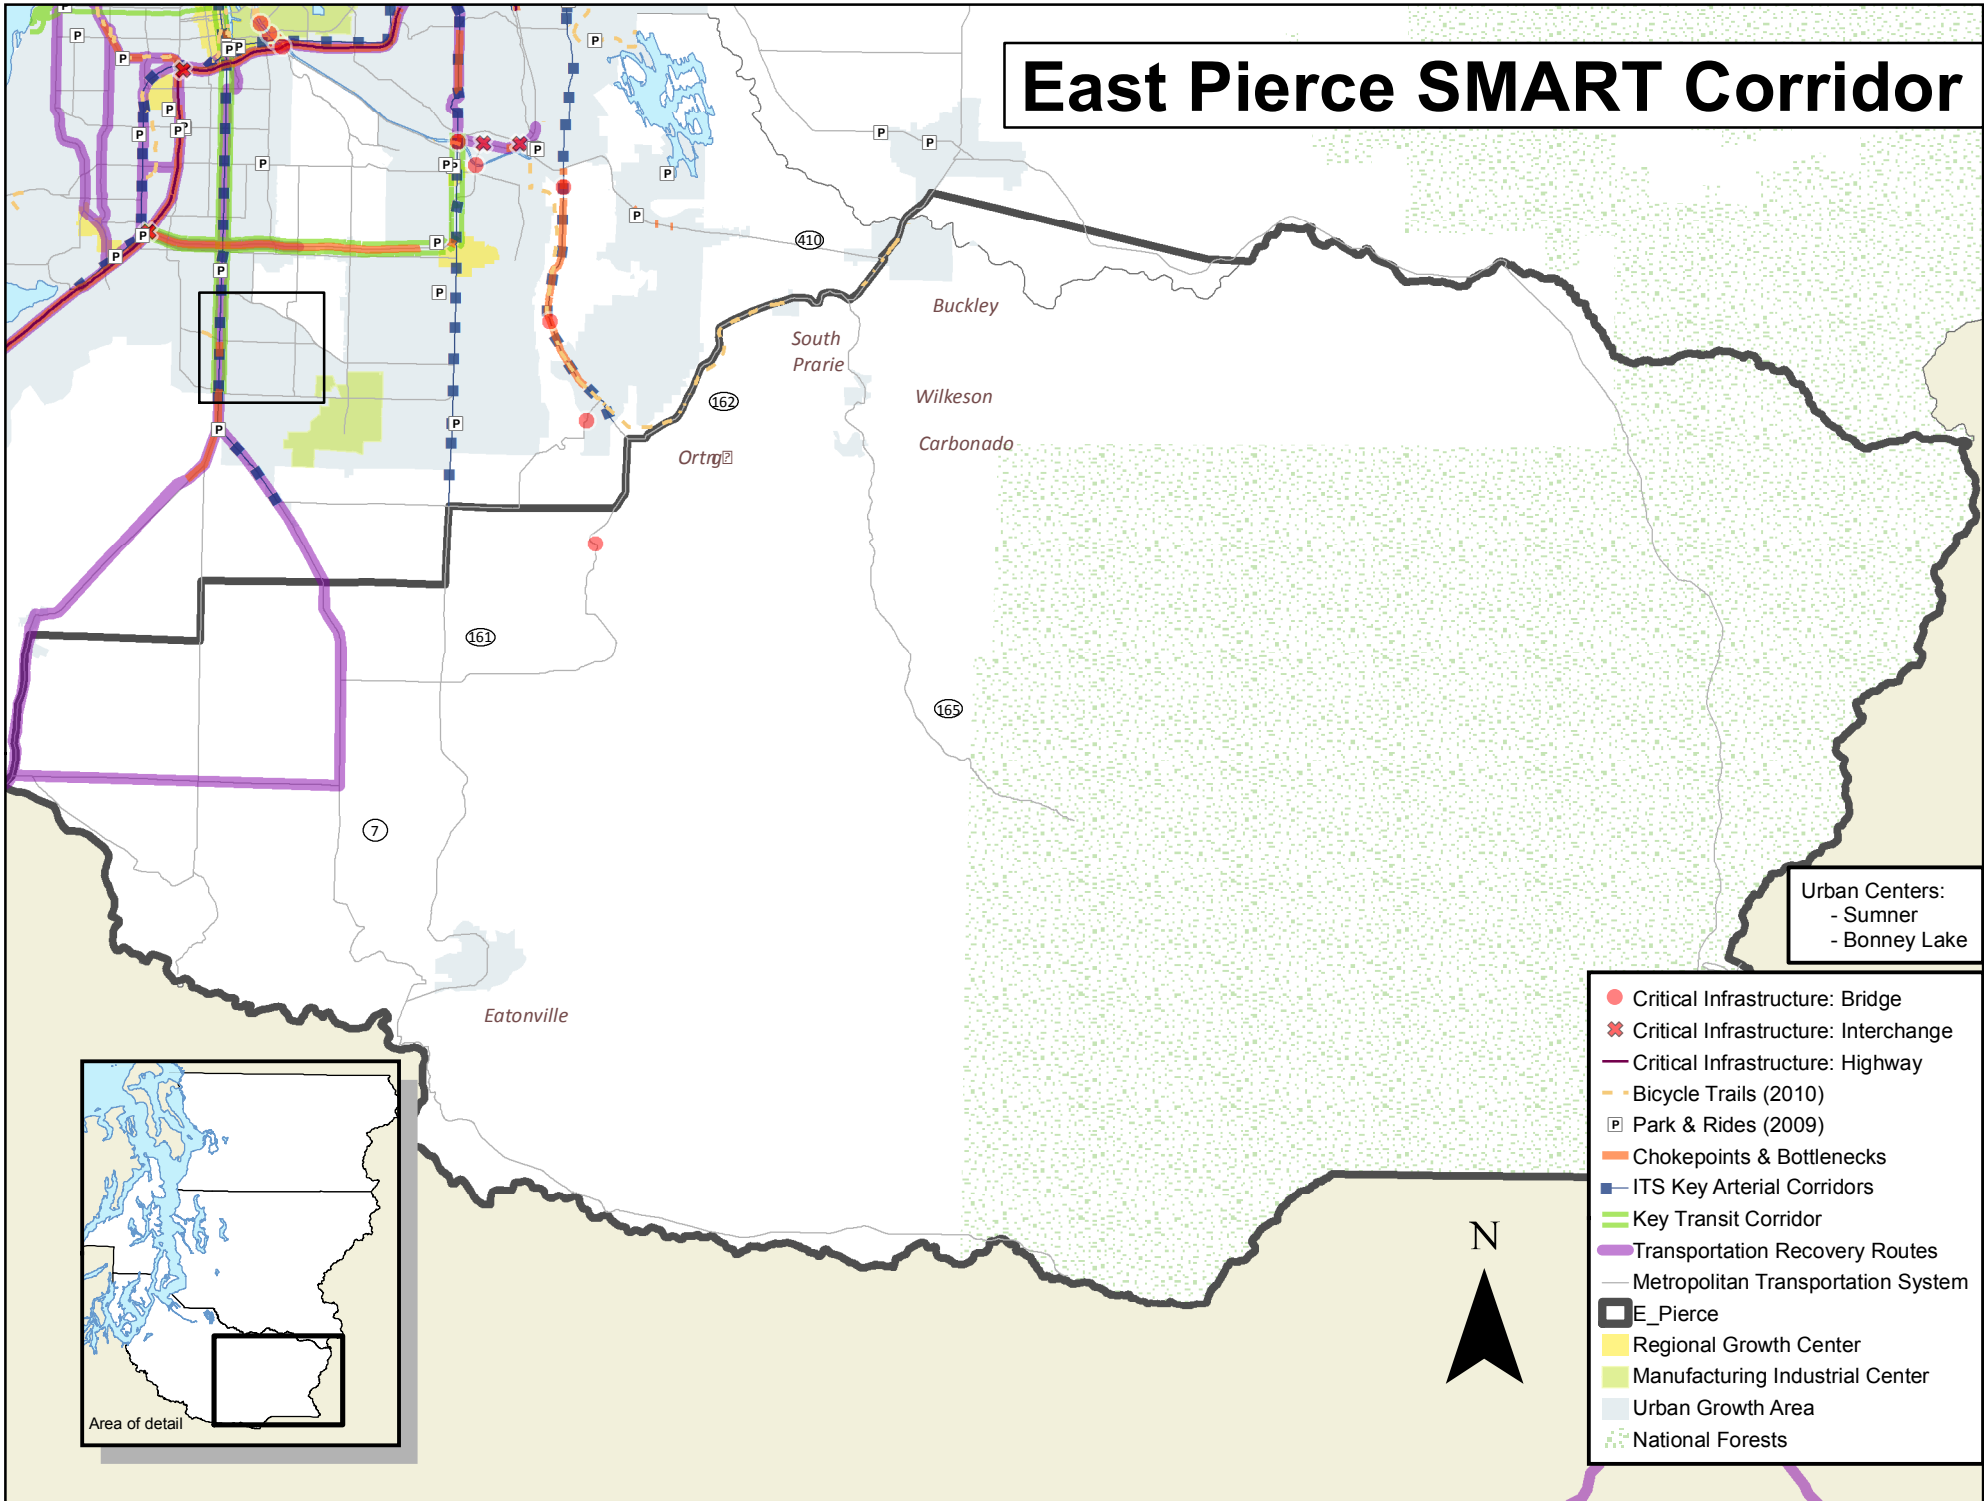 East Pierce SMART Corridor
410
Buckley
South
Prarie
162
Wilkeson
Carbonado
161
165
7
Eatonville
Urban Centers:
- Sumner
- Bonney Lake
Critical Infrastructure: Bridge
Critical Infrastructure: Interchange
Critical Infrastructure: Highway
Bicycle Trails (2010)
P Park & Rides (2009)
Chokepoints & Bottlenecks
ITS Key Arterial Corridors
Key Transit Corridor
Transportation Recovery Routes
Metropolitan Transportation System
E_Pierce
Regional Growth Center
Manufacturing Industrial Center
Urban Growth Area
National Forests
N
Area of detail